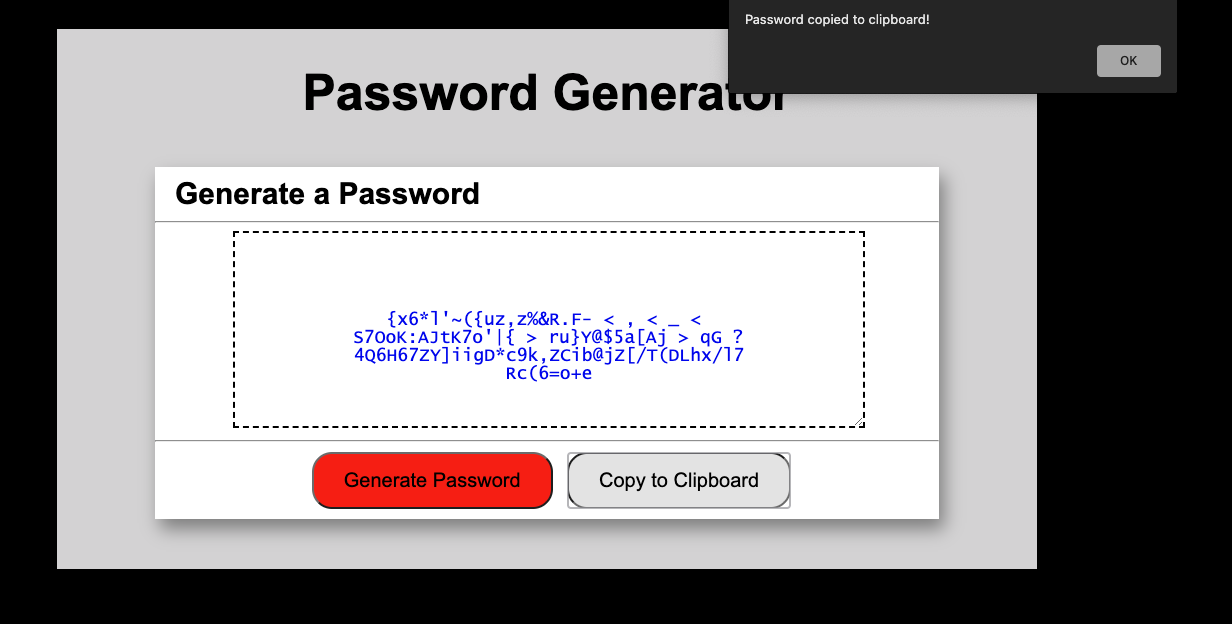 Password copied to clipboard!
OK
Password Generator
Generate a Password
{x6*l'~({uz,z%&R.F- < , < _ <
S7OoK:AJtK7o'|{ > ru}Y@$5a[Aj > qG ?
4Q6H67ZY]iigD*c9k,ZCib@jZ[/T(DLhx/l7
Rc(6=o+e
Generate Password
Copy to Clipboard